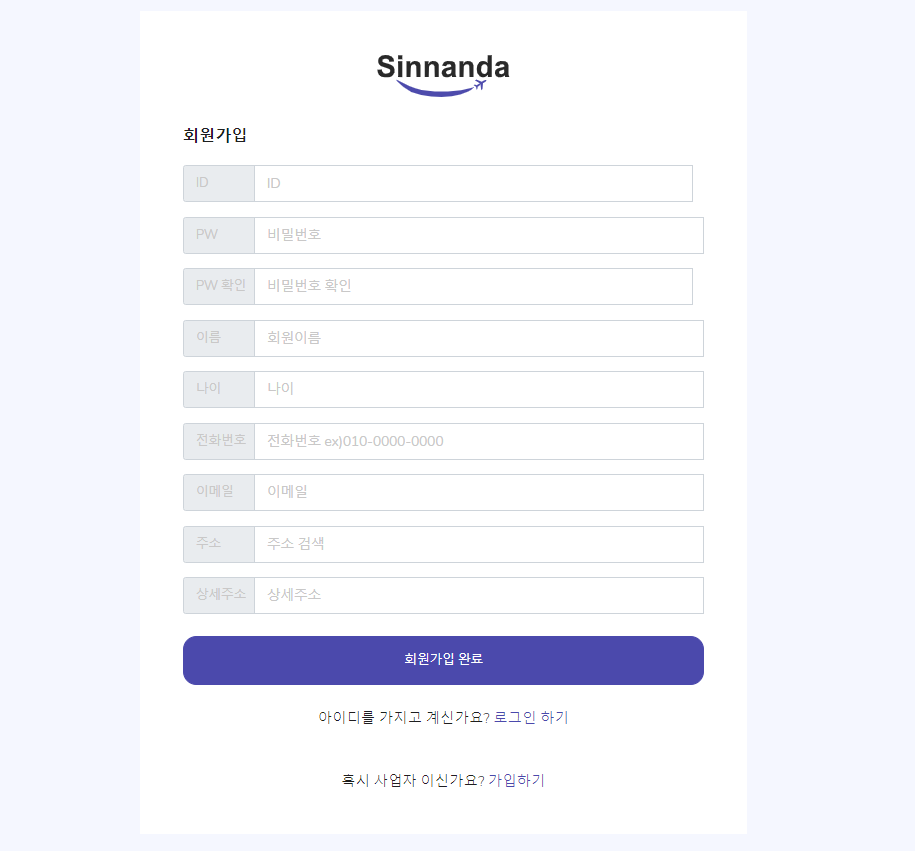 Sinnanda
회원가입
ID ID
PW 비밀번호
PW 확인 비밀번호 확인
이름 회원이름
나이 나이
전화번호 전화번호 ex)010-0000-0000
이메일 이메일
주소 주소 검색
상세주소 상세주소
회원가입 완료
아이디를 가지고 계신가요? 로그인 하기
혹시 사업자 이신가요? 가입하기